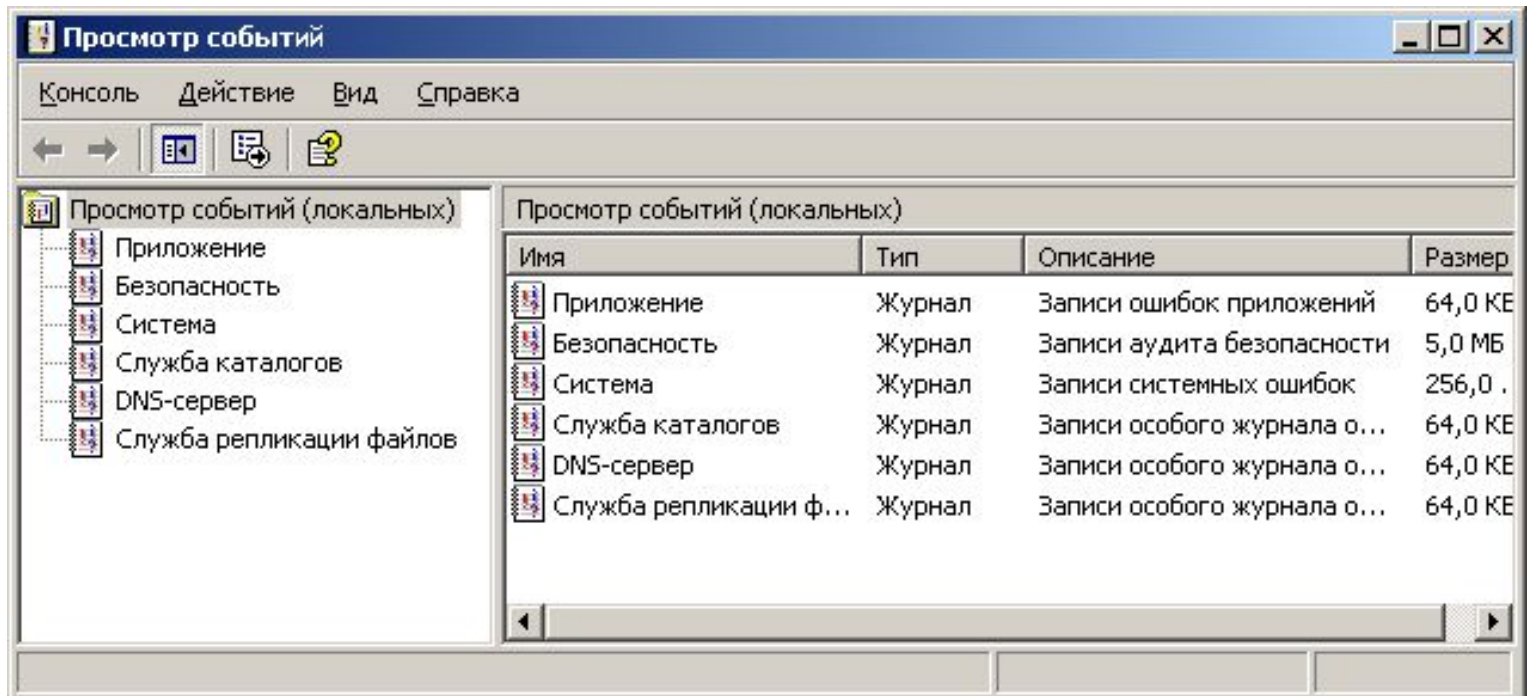 Просмотр событий
Консоль Действие Вид Справка
Просмотр событий (локальных)
Приложение
Безопасность
Система
Служба каталогов
DNS-сервер
Служба репликации файлов
Просмотр событий (локальных)
Имя Тип Описание Размер
Приложение Журнал Записи ошибок приложений 64,0 КБ
Безопасность Журнал Записи аудита безопасности 5,0 МБ
Система Журнал Записи системных ошибок 256,0 .
Служба каталогов Журнал Записи особого журнала о... 64,0 КБ
DNS-сервер Журнал Записи особого журнала о... 64,0 КБ
Служба репликации ф... Журнал Записи особого журнала о... 64,0 КБ